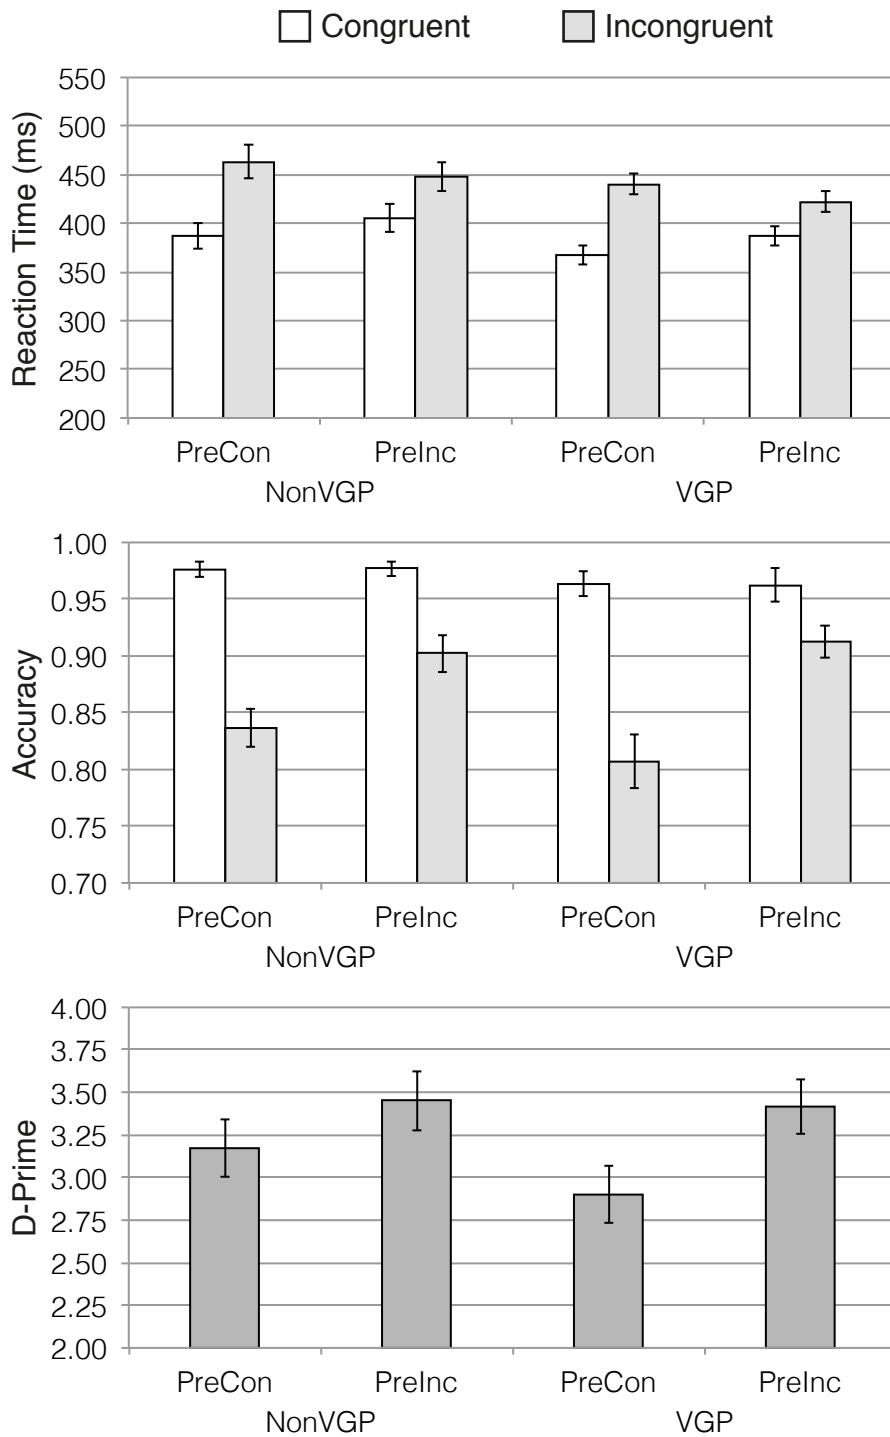 Congruent Incongruent
Reaction Time (ms)
550
500
450
400
350
300
250
200
PreCon PreInc PreCon PreInc
NonVGP VGP
Accuracy
1.00
0.95
0.90
0.85
0.80
0.75
0.70
PreCon PreInc PreCon PreInc
NonVGP VGP
D-Prime
4.00
3.75
3.50
3.25
3.00
2.75
2.50
2.25
2.00
PreCon PreInc PreCon PreInc
NonVGP VGP